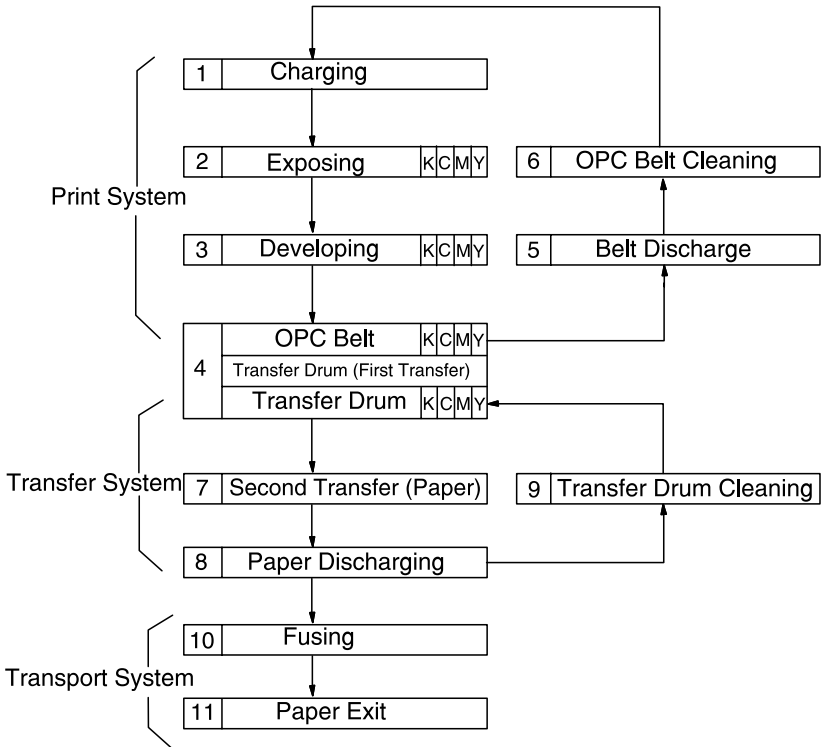 1 Charging
2 Exposing K C M Y
6 OPC Belt Cleaning
Print System
3 Developing K C M Y
5 Belt Discharge
4
OPC Belt K C M Y
Transfer Drum (First Transfer)
Transfer Drum K C M Y
Transfer System
7 Second Transfer (Paper)
9 Transfer Drum Cleaning
8 Paper Discharging
10 Fusing
Transport System
11 Paper Exit